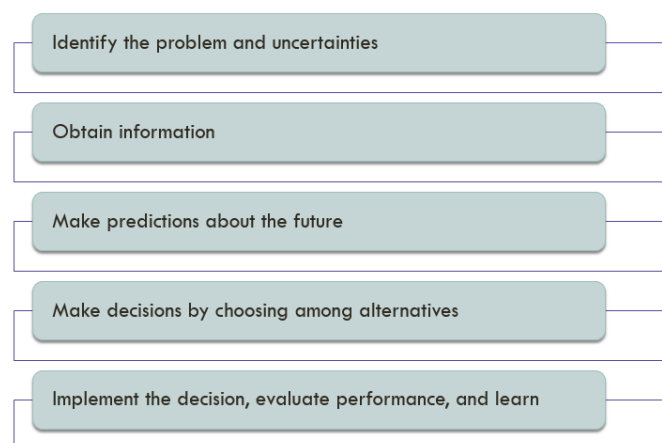 Identify the problem and uncertainties
Obtain information
Make predictions about the future
Make decisions by choosing among alternatives
Implement the decision, evaluate performance, and learn